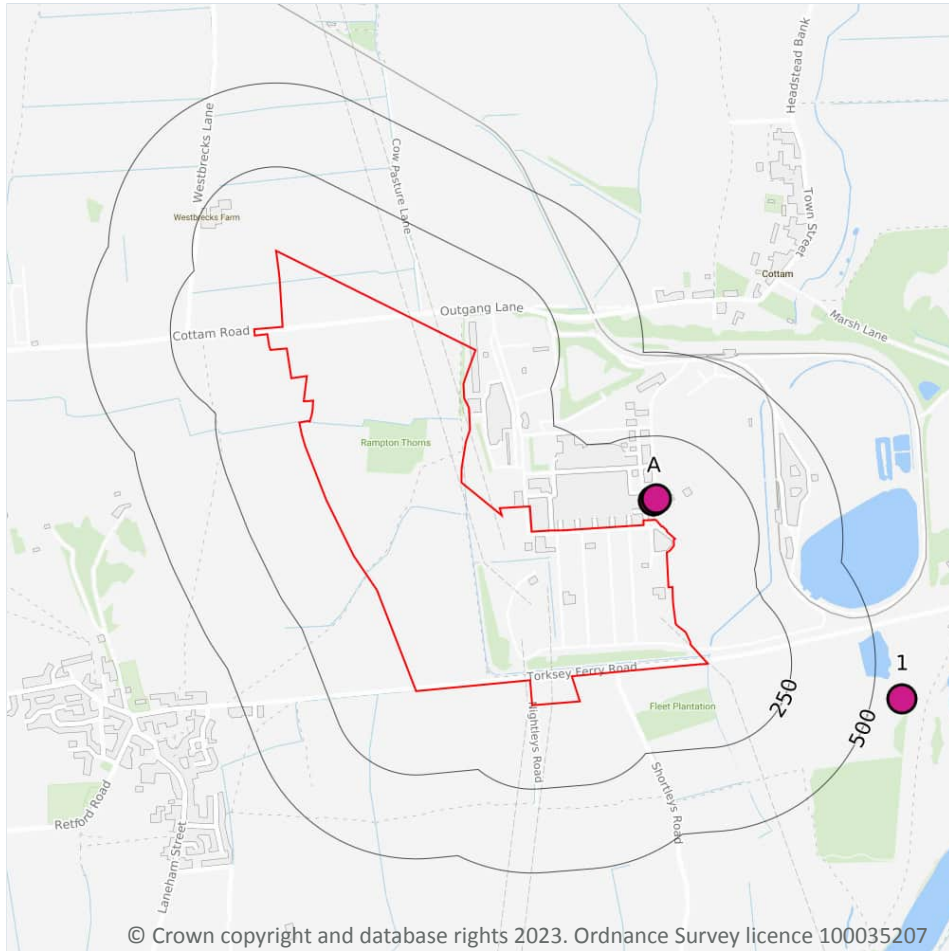 Headstead Bank
Westbrecks Lane
Cow Pasture Lane
Town Street
Westbrecks Farm
Cottam
Outgang Lane
Marsh Lane
Cottam Road
Rampton Thorns
A
Torksey Ferry Road
1
250
Fleet Plantation
Nightleys Road
500
Shortleys Road
Retford Road
Laneham Street
© Crown copyright and database rights 2023. Ordnance Survey licence 100035207